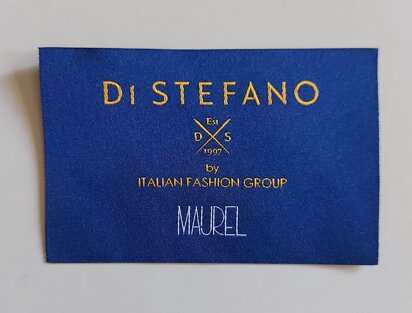 Di STEFANO
Est
D S
1997
by
ITALIAN FASHION GROUP
MAUREL